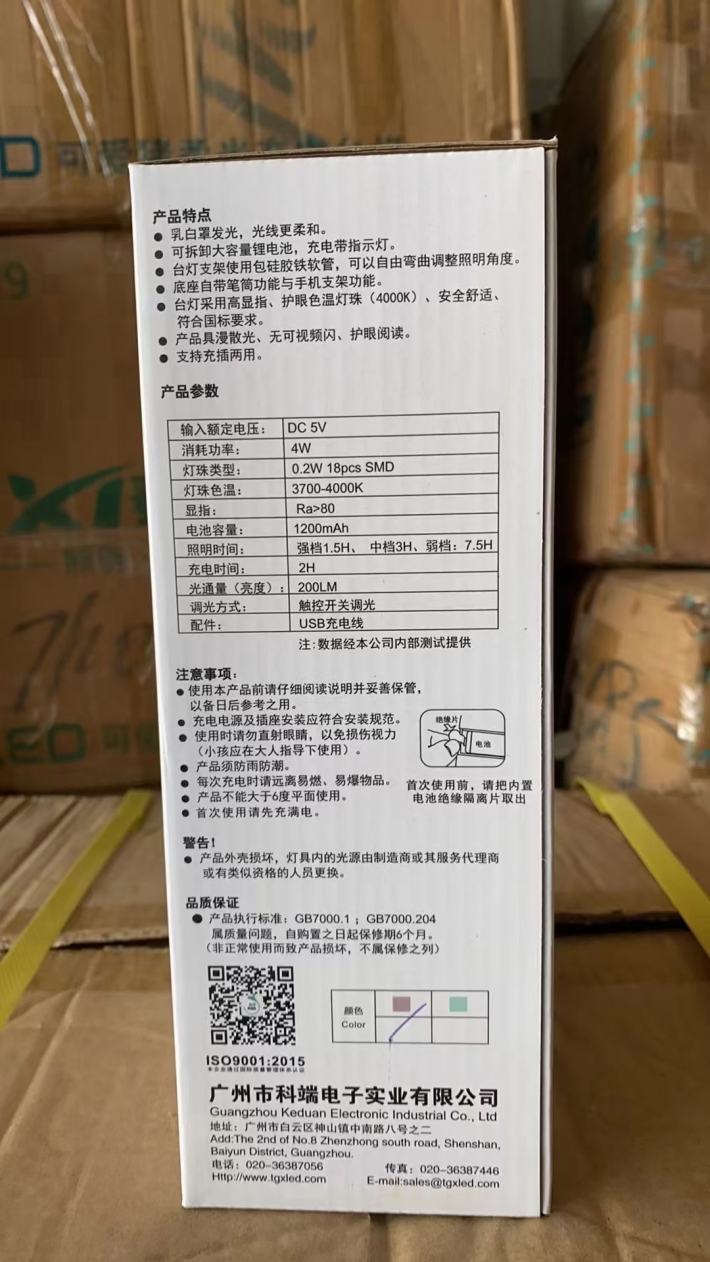 产品特点
● 乳白罩发光，光线更柔和。
● 可拆卸大容量锂电池，充电带指示灯。
● 台灯支架使用包硅胶铁软管，可以自由弯曲调整照明角度。
● 底座自带笔筒功能与手机支架功能。
● 台灯采用高显指、护眼色温灯珠（4000K）、安全舒适、
符合国标要求。
● 产品具漫散光、无可视频闪、护眼阅读。
● 支持充插两用。
产品参数
输入额定电压： DC 5V
消耗功率： 4W
灯珠类型： 0.2W 18pcs SMD
灯珠色温： 3700-4000K
显指： Ra>80
电池容量： 1200mAh
照明时间： 强档1.5H、 中档3H、弱档：7.5H
充电时间： 2H
光通量（亮度）： 200LM
调光方式： 触控开关调光
配件： USB充电线
注：数据经本公司内部测试提供
注意事项：
● 使用本产品前请仔细阅读说明并妥善保管，
以备日后参考之用。
● 充电电源及插座安装应符合安装规范。
● 使用时请勿直射眼睛，以免损伤视力
（小孩应在大人指导下使用）。
● 产品须防雨防潮。
● 每次充电时请远离易燃、易爆物品。
● 产品不能大于6度平面使用。
● 首次使用请先充满电。
绝缘片
电池
首次使用前，请把内置
电池绝缘隔离片取出
警告！
● 产品外壳损坏，灯具内的光源由制造商或其服务代理商
或有类似资格的人员更换。
品质保证
● 产品执行标准：GB7000.1；GB7000.204
属质量问题，自购置之日起保修期6个月。
（非正常使用而致产品损坏，不属保修之列）
颜色
Color
ISO9001:2015
本企业通过国际质量管理体系认证
广州市科端电子实业有限公司
Guangzhou Keduan Electronic Industrial Co., Ltd
地址：广州市白云区神山镇中南路八号之二
Add:The 2nd of No.8 Zhenzhong south road, Shenshan,
Baiyun District, Guangzhou.
电话：020-36387056 传真：020-36387446
Http://www.tgxled.com E-mail:sales@tgxled.com